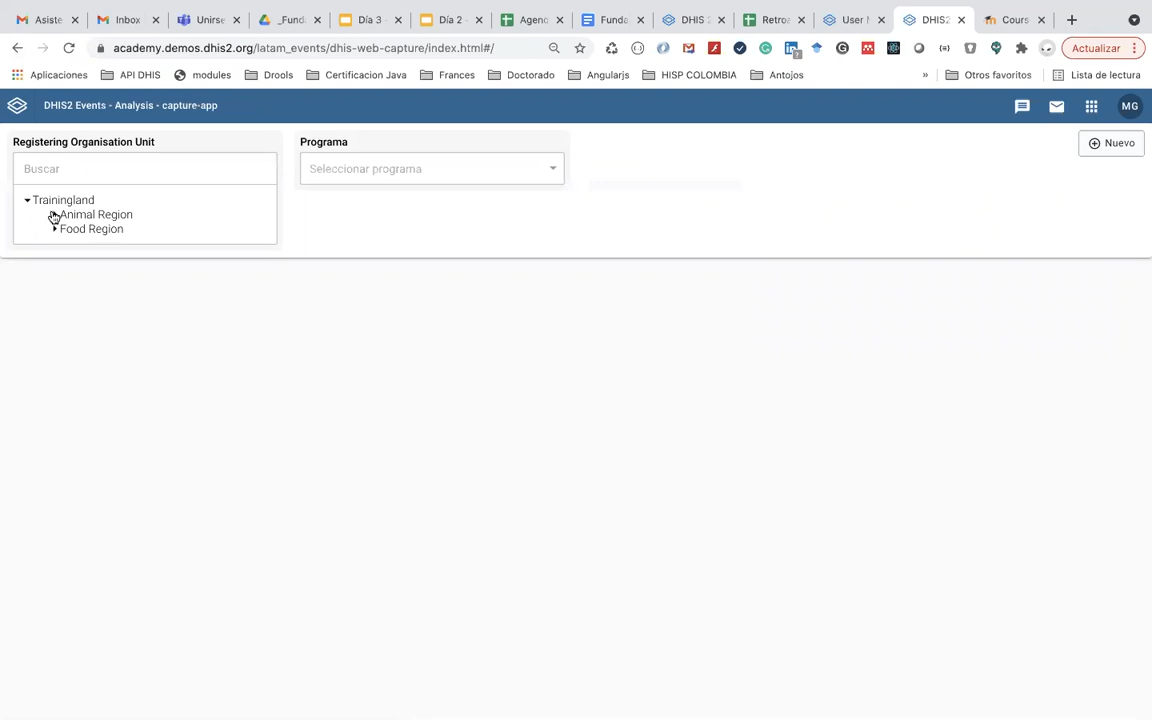 Asiste
Inbox
Unirse
_Funda
Día 3 -
Día 2 -
Agend
Funda
DHIS 2
Retroa
User M
DHIS2
Cours
academy.demos.dhis2.org/latam_events/dhis-web-capture/index.html#/
Actualizar
Aplicaciones
API DHIS
modules
Drools
Certificacion Java
Frances
Doctorado
Angularjs
HISP COLOMBIA
Antojos
»
Otros favoritos
Lista de lectura
DHIS2 Events - Analysis - capture-app
MG
Registering Organisation Unit
Programa
Nuevo
Buscar
Seleccionar programa
Trainingland
Animal Region
Food Region